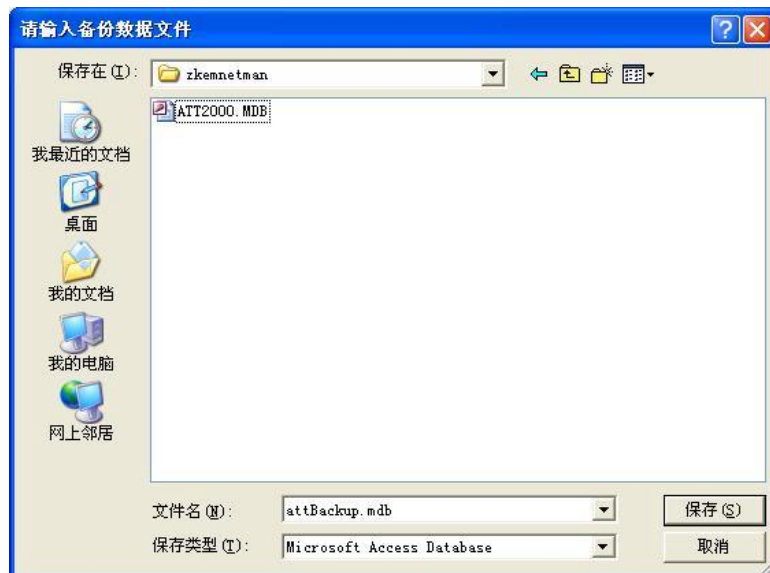 请输入备份数据文件
保存在(I):
zkemnetman
ATT2000.MDB
我最近的文档
桌面
我的文档
我的电脑
网上邻居
文件名(N):
attBackup.mdb
保存(S)
保存类型(T):
Microsoft Access Database
取消